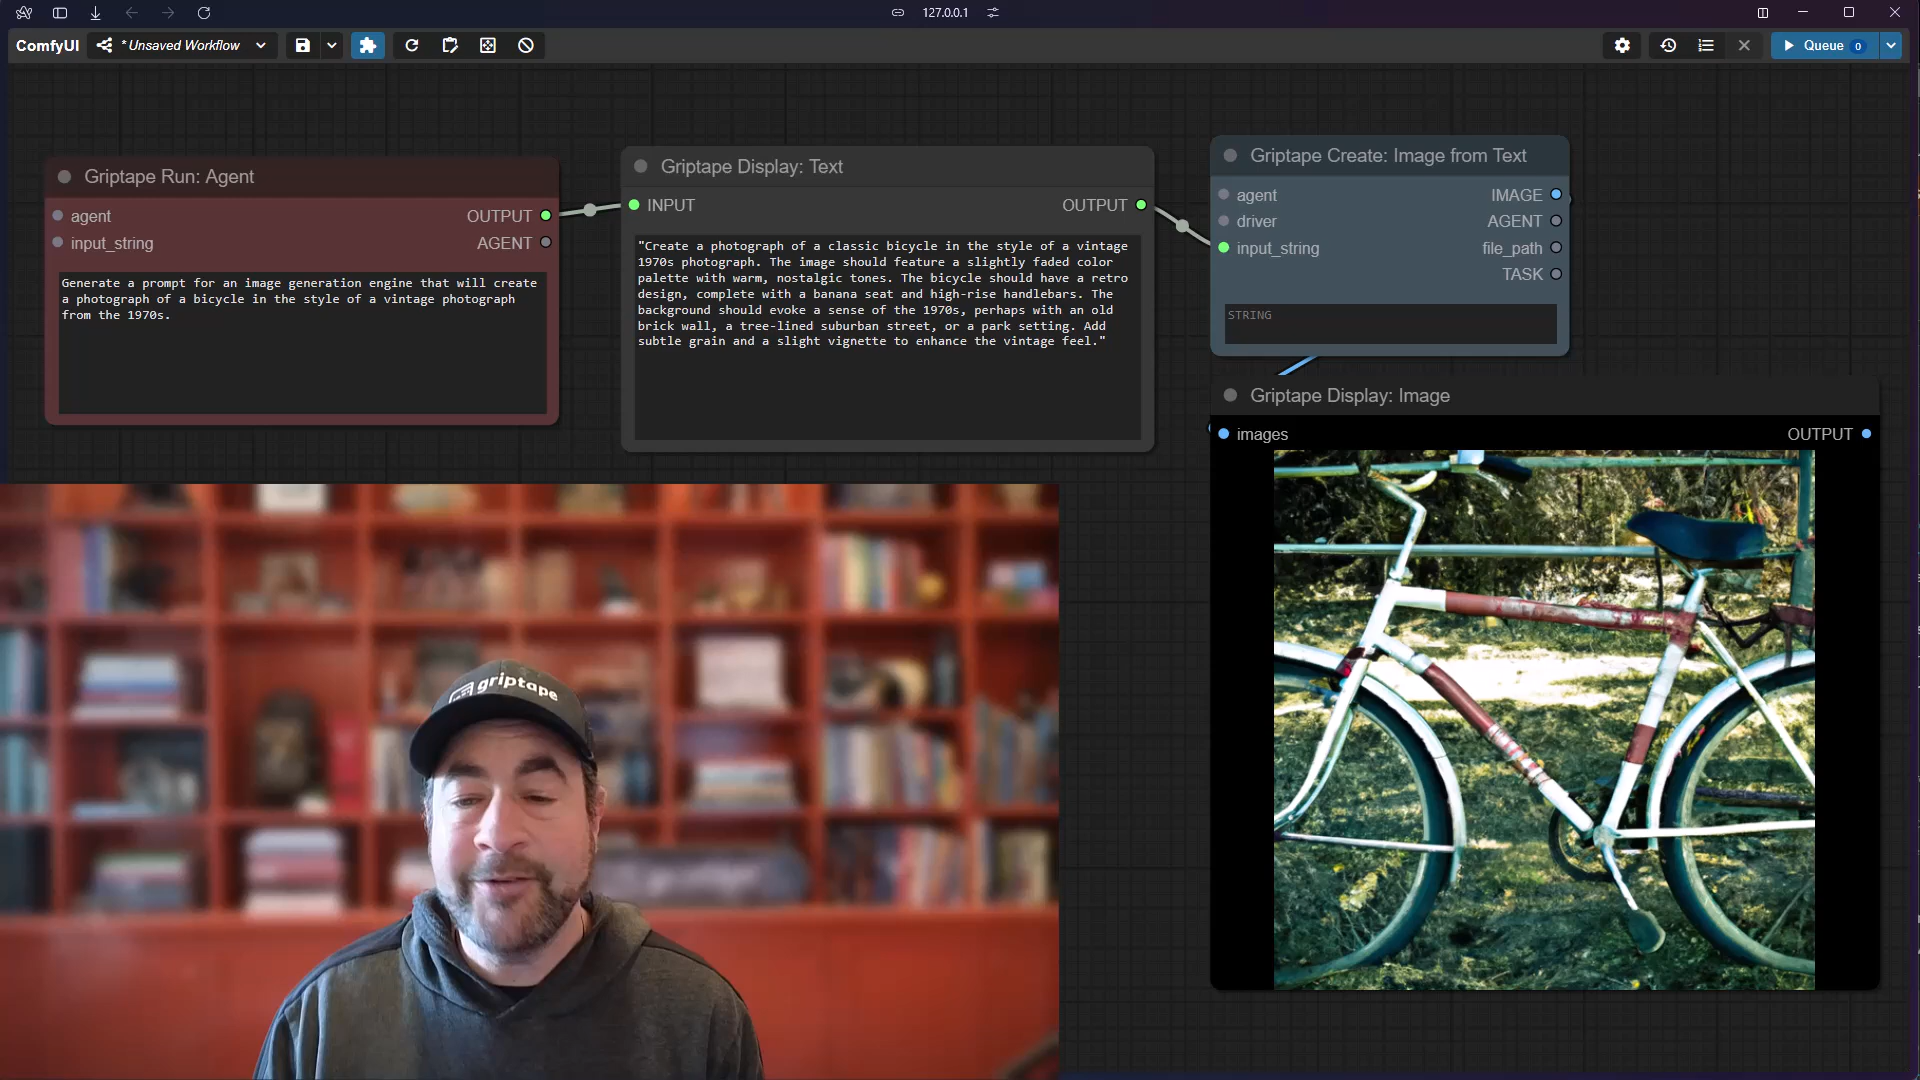 127.0.0.1
ComfyUI
*Unsaved Workflow
Queue 0
Griptape Run: Agent
agent
OUTPUT
input_string
AGENT
Generate a prompt for an image generation engine that will create
a photograph of a bicycle in the style of a vintage photograph
from the 1970s.
Griptape Display: Text
INPUT
OUTPUT
"Create a photograph of a classic bicycle in the style of a vintage
1970s photograph. The image should feature a slightly faded color
palette with warm, nostalgic tones. The bicycle should have a retro
design, complete with a banana seat and high-rise handlebars. The
background should evoke a sense of the 1970s, perhaps with an old
brick wall, a tree-lined suburban street, or a park setting. Add
subtle grain and a slight vignette to enhance the vintage feel."
Griptape Create: Image from Text
agent
IMAGE
driver
AGENT
input_string
file_path
TASK
STRING
Griptape Display: Image
images
OUTPUT
griptape